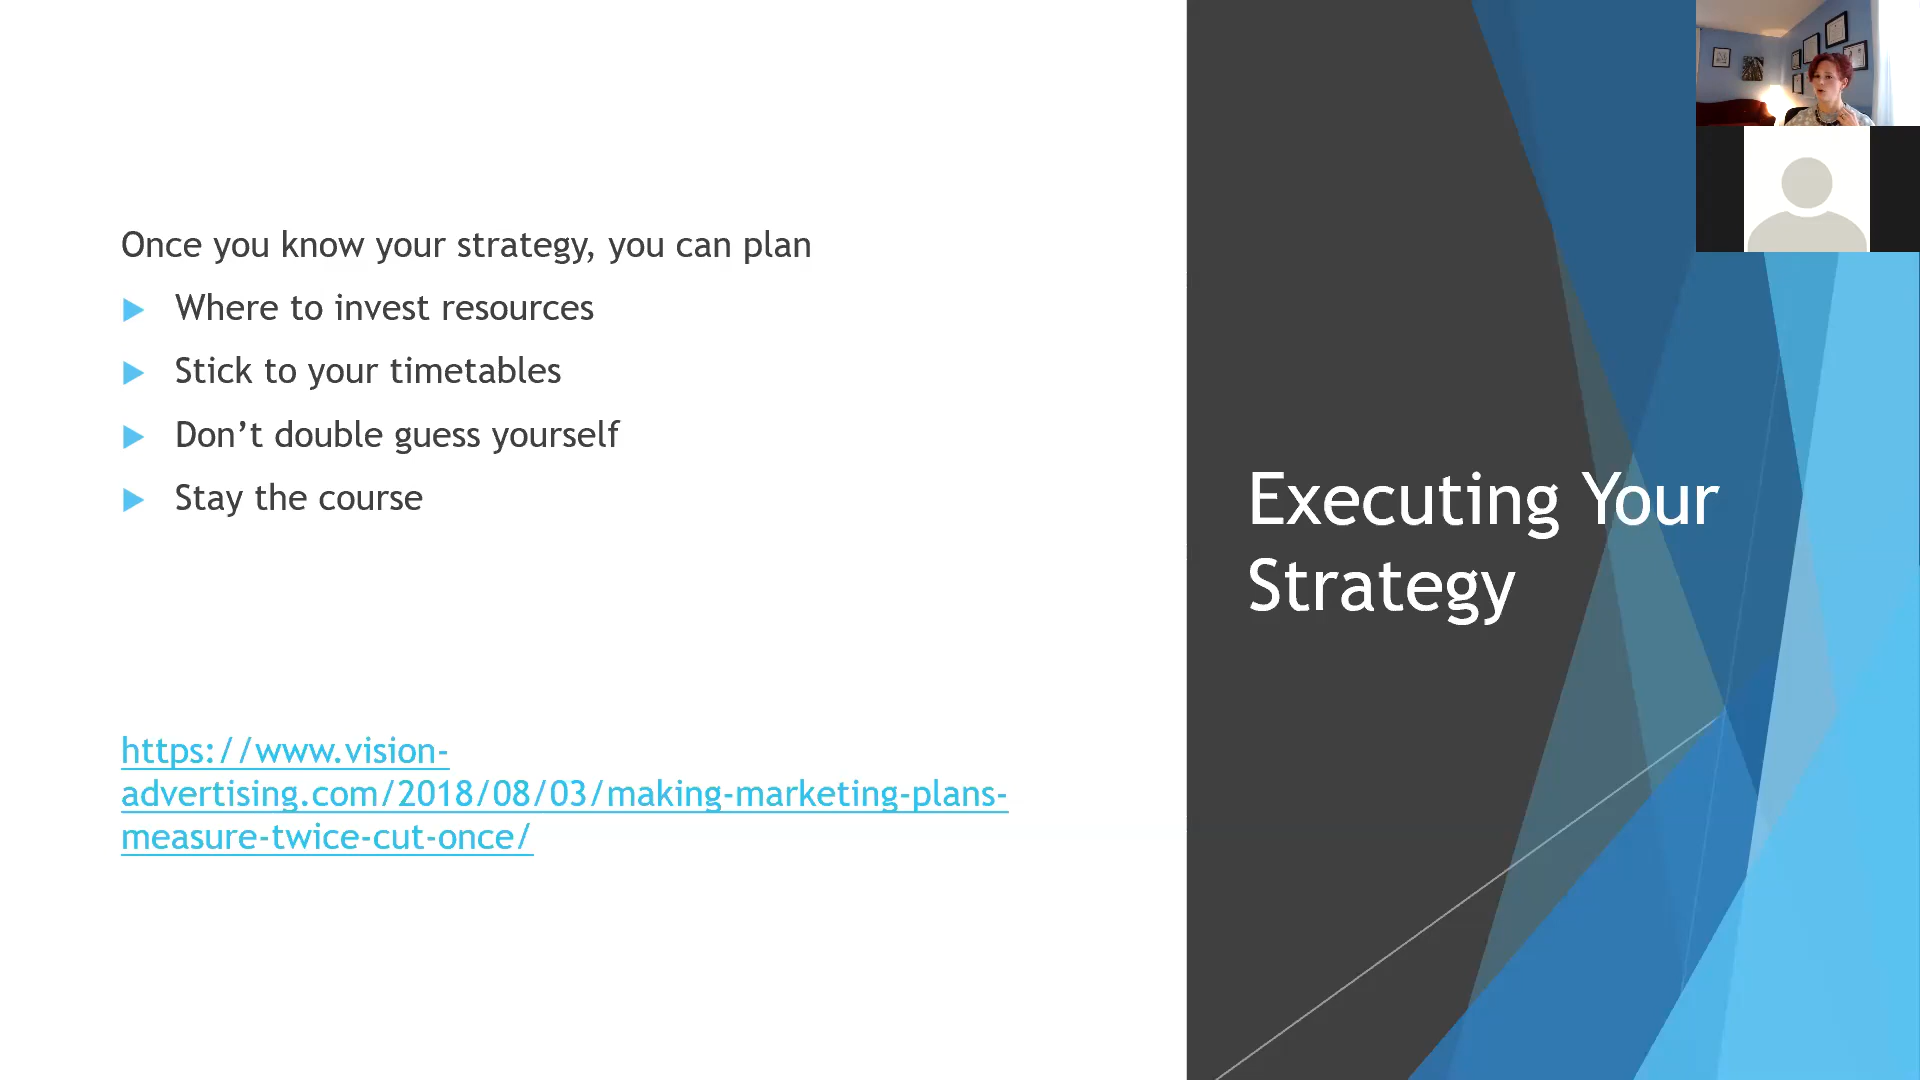 Once you know your strategy, you can plan
Where to invest resources
Stick to your timetables
Don’t double guess yourself
Stay the course
https://www.vision-
advertising.com/2018/08/03/making-marketing-plans-
measure-twice-cut-once/
Executing Your
Strategy